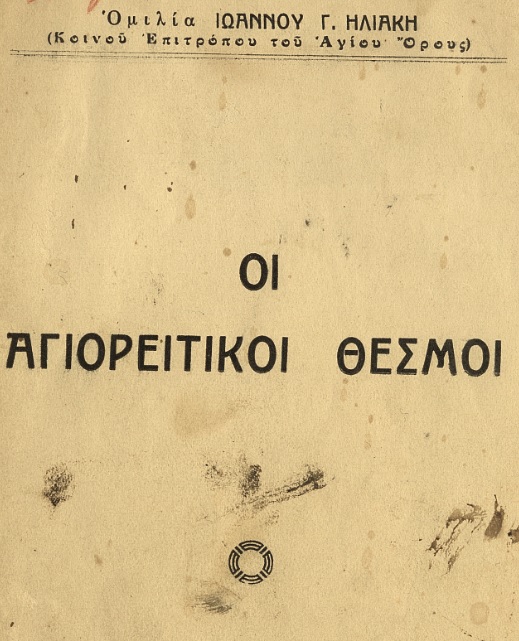 Ὁμιλία ΙΩΑΝΝΟΥ Γ. ΗΛΙΑΚΗ
(Κοινοῦ Ἐπιτρόπου τοῦ Ἁγίου Ὄρους)
ΟΙ
ΑΓΙΟΡΕΙΤΙΚΟΙ ΘΕΣΜΟΙ